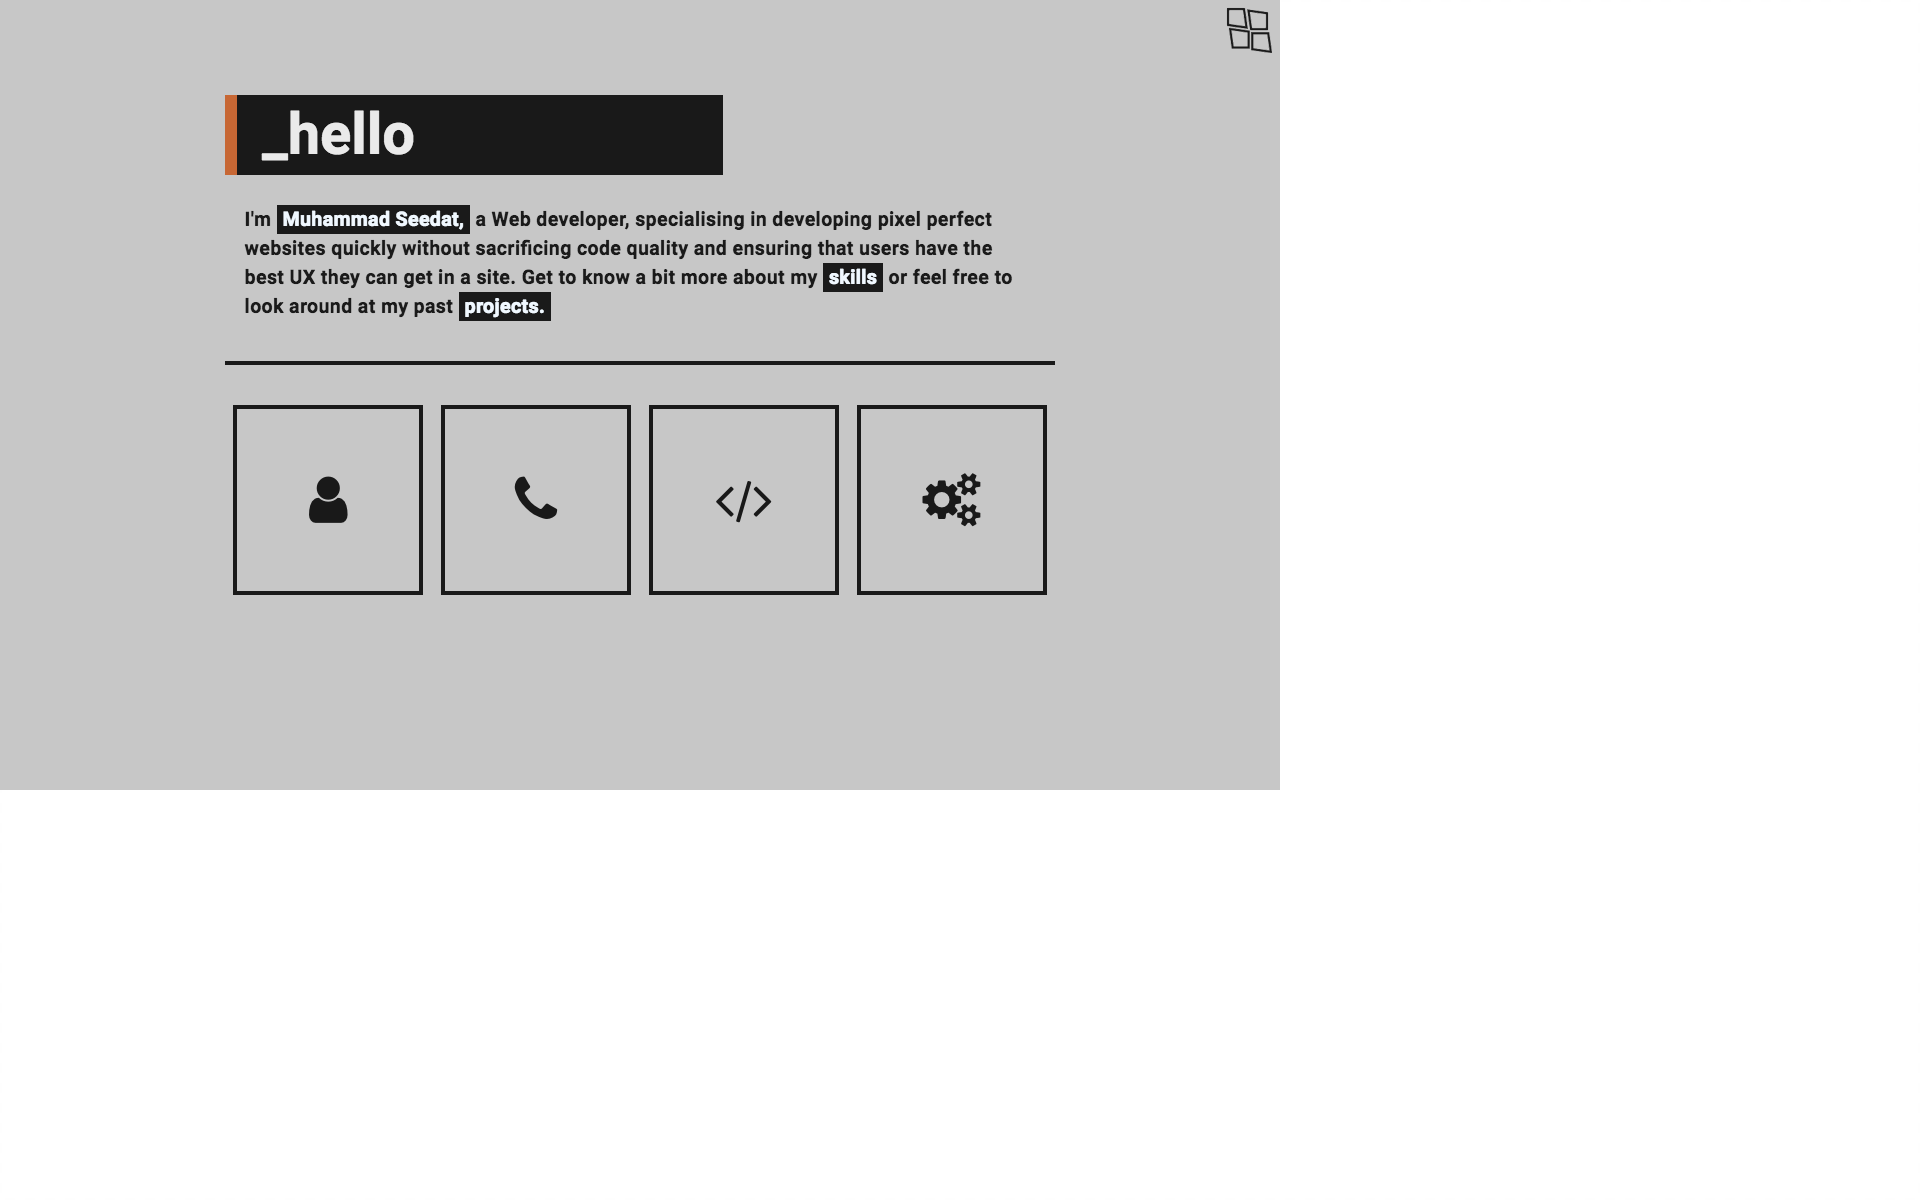 _hello
I'm Muhammad Seedat, a Web developer, specialising in developing pixel perfect
websites quickly without sacrificing code quality and ensuring that users have the
best UX they can get in a site. Get to know a bit more about my skills or feel free to
look around at my past projects.